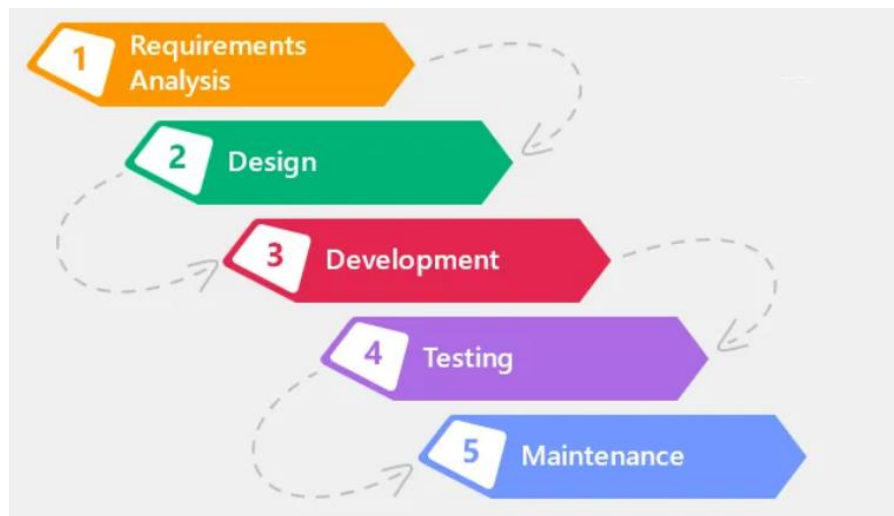 1
Requirements
Analysis
2
Design
3
Development
4
Testing
5
Maintenance